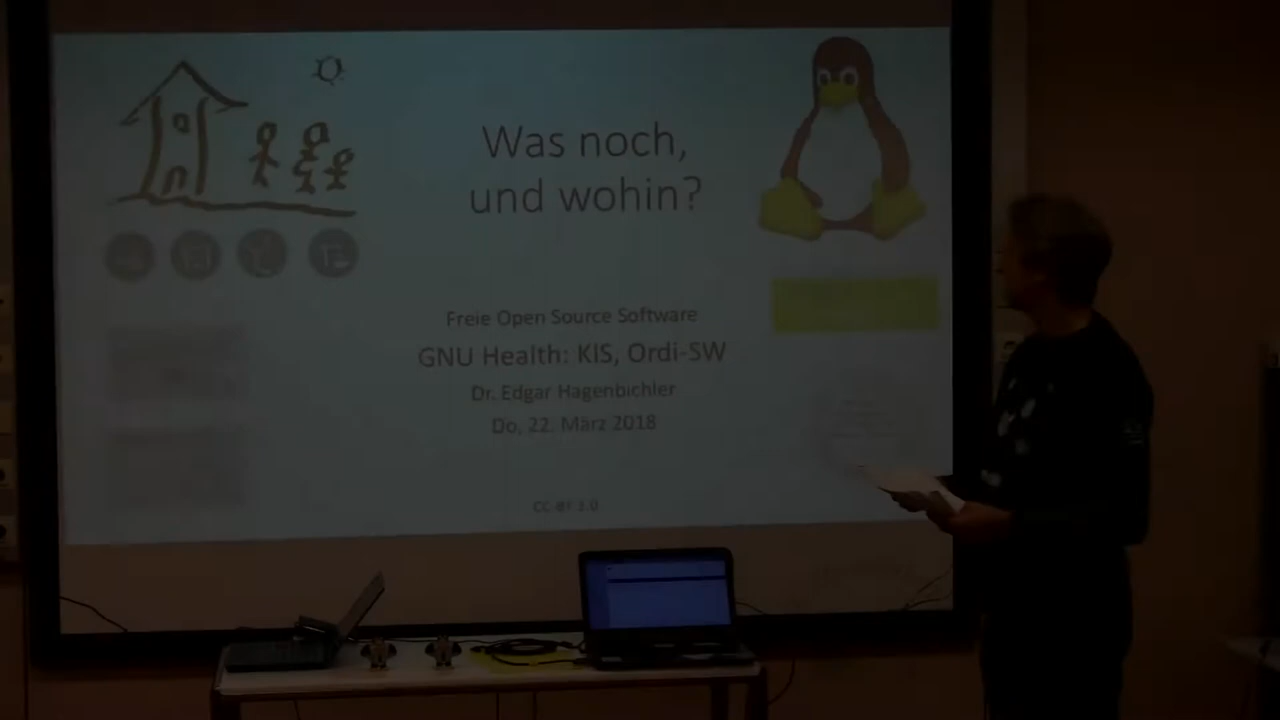 Was noch,
und wohin?
Freie Open Source Software
GNU Health: KIS, Ordi-SW
Dr. Edgar Hagenbichler
Do, 22. März 2018
CC-BY 3.0